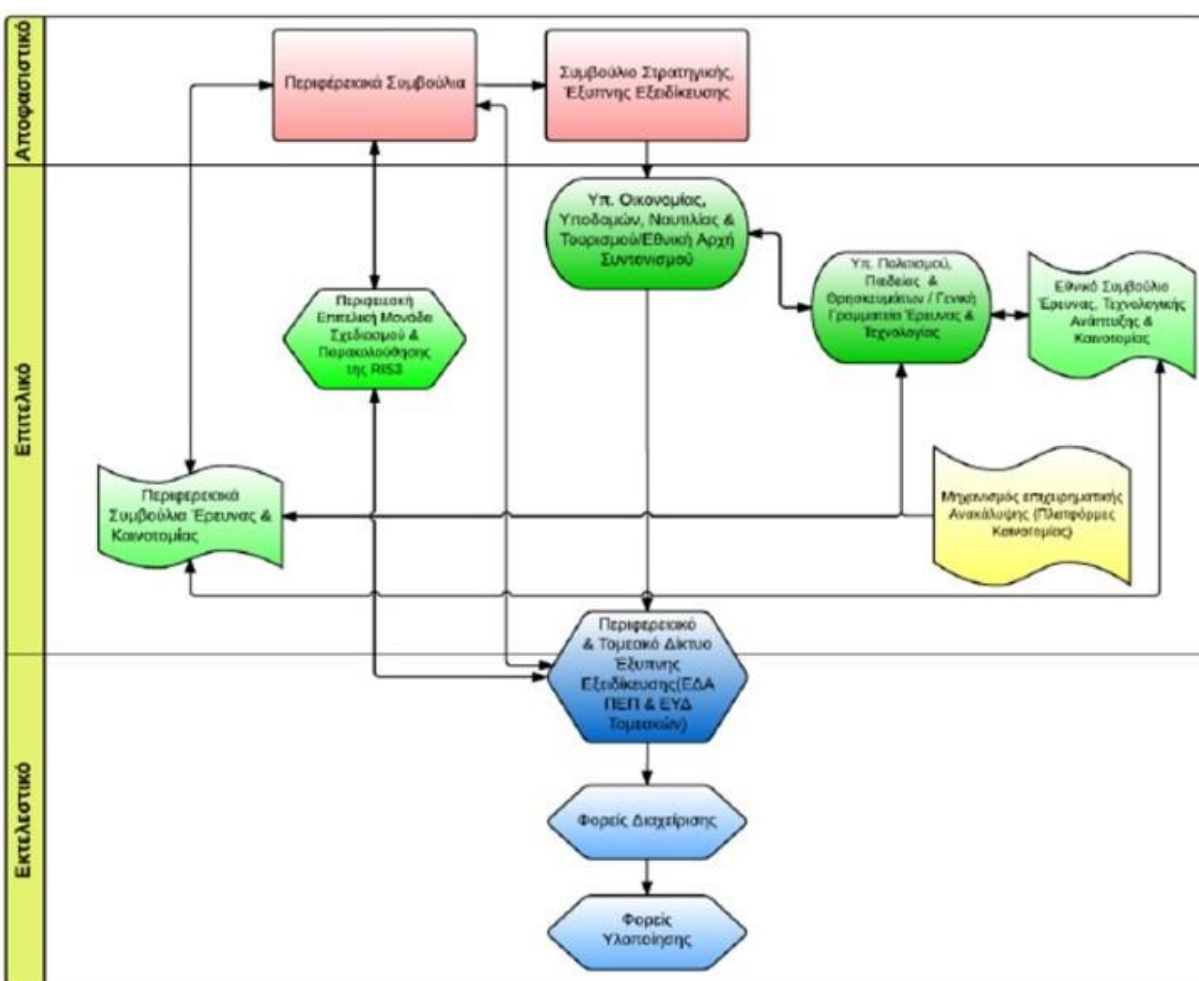 Αποφασιστικό
Περιφέρειακά Συμβούλια
Συμβούλιο Στρατηγικής,
Έξυπνης Εξειδίκευσης
Επιτελικό
Υπ. Οικονομίας,
Υποδομών, Ναυτιλίας &
Τουρισμού/Εθνική Αρχή
Συντονισμού
Υπ. Πολιτισμού,
Παιδείας &
Θρησκευμάτων / Γενική
Γραμματεία Έρευνας &
Τεχνολογίας
Εθνικό Συμβούλιο
Έρευνας, Τεχνολογικής
Ανάπτυξης &
Καινοτομίας
Περιφειεακή
Επιτελική Μονάδα
Σχεδιασμού &
Παρακολούθησης
της RIS3
Περιφερειακά
Συμβούλια Έρευνας &
Καινοτομίας
Μηχανισμός επιχειρηματικής
Ανακάλυψης (Πλατφόρμες
Καινοτομίας)
Εκτελεστικό
Περιφερειακό
& Τομεακό Δίκτυο
Έξυπνης
Εξειδίκευσης(ΕΔΑ
ΠΕΠ & ΕΥΔ
Τομεακών)
Φορείς Διαχείρισης
Φορείς
Υλοποίησης